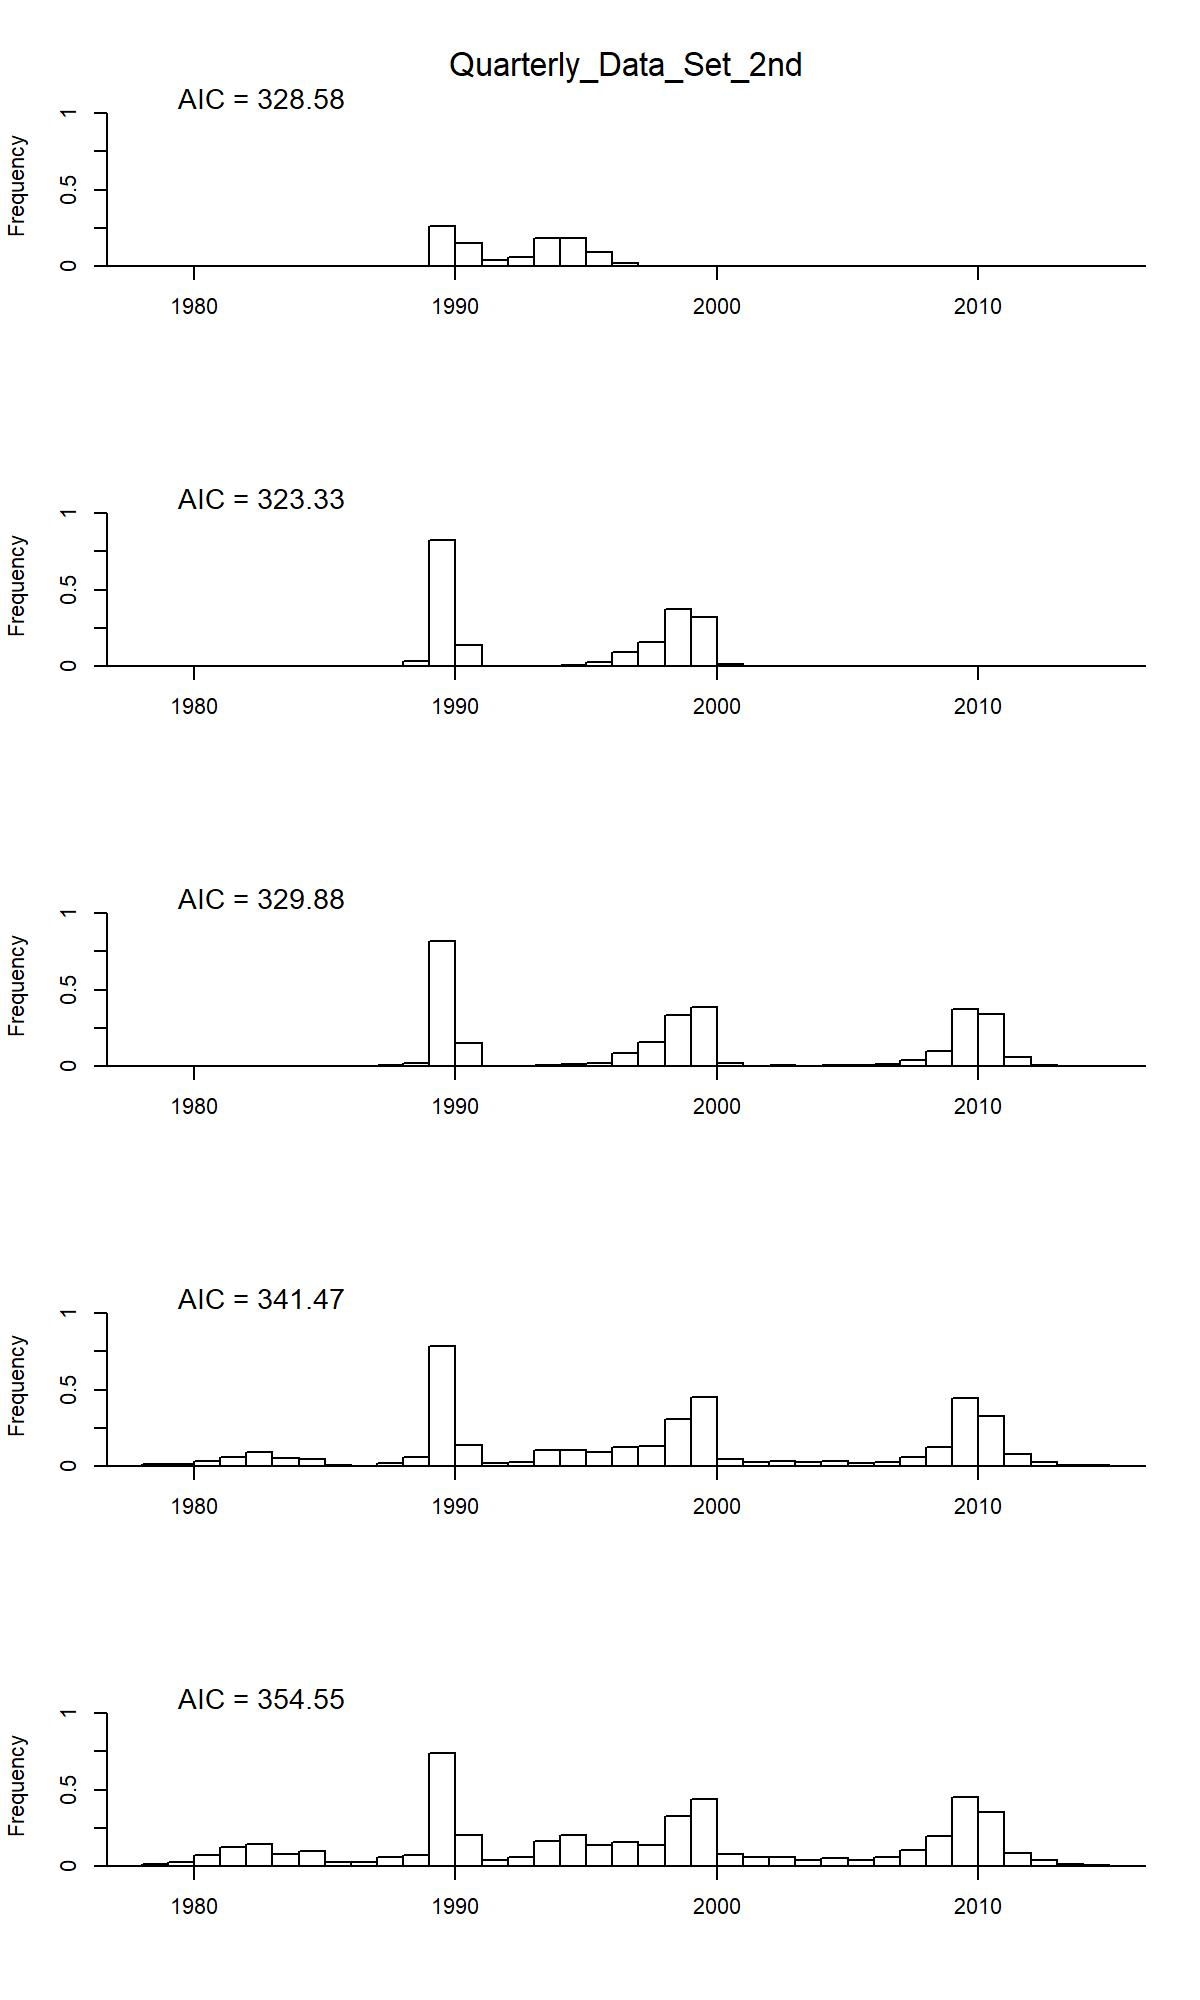 Quarterly_Data_Set_2nd
AIC = 328.58
Frequency
1
0.5
0
1980 1990 2000 2010
AIC = 323.33
Frequency
1
0.5
0
1980 1990 2000 2010
AIC = 329.88
Frequency
1
0.5
0
1980 1990 2000 2010
AIC = 341.47
Frequency
1
0.5
0
1980 1990 2000 2010
AIC = 354.55
Frequency
1
0.5
0
1980 1990 2000 2010